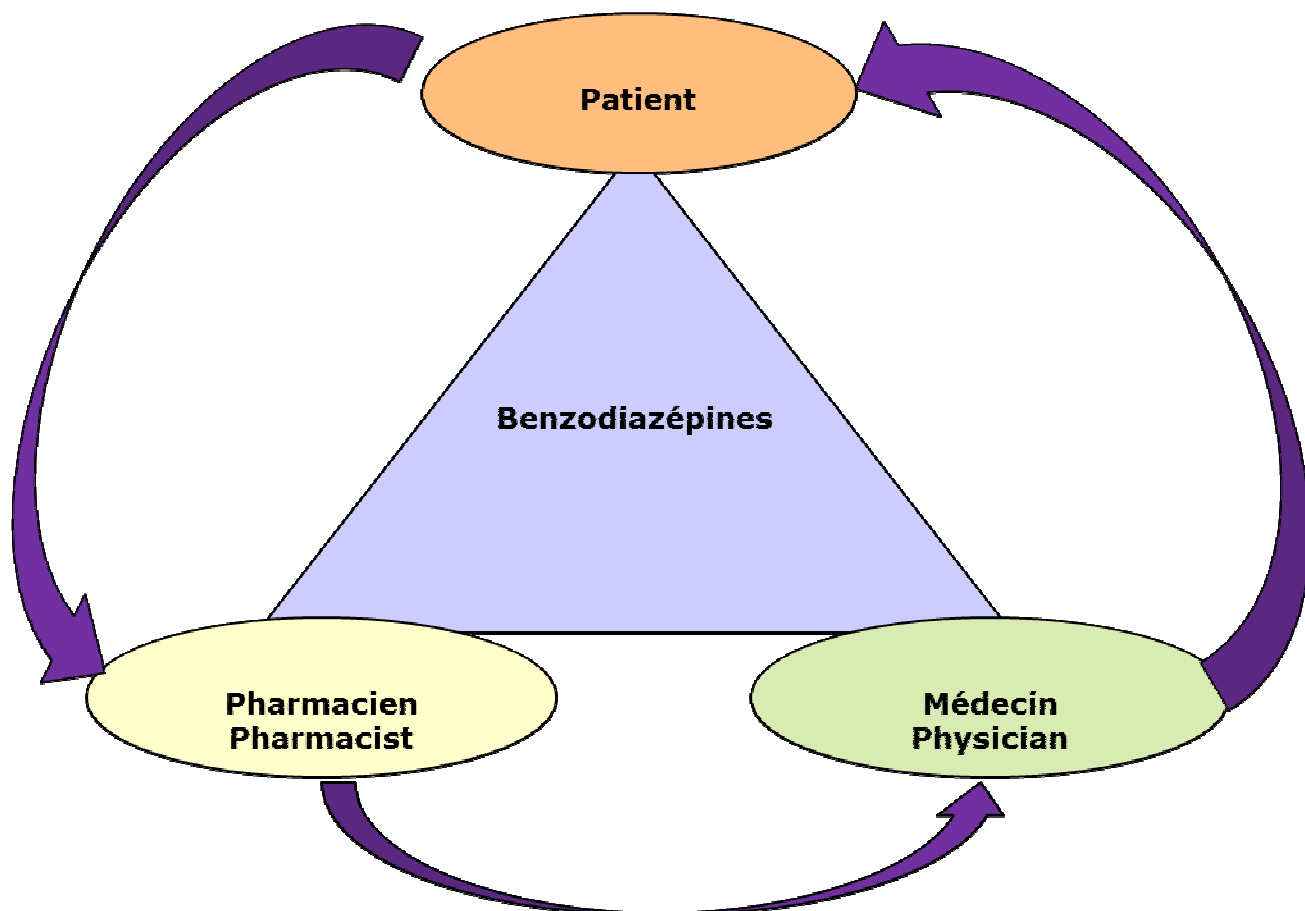 Patient
Benzodiazépines
Pharmacien
Pharmacist
Médecin
Physician